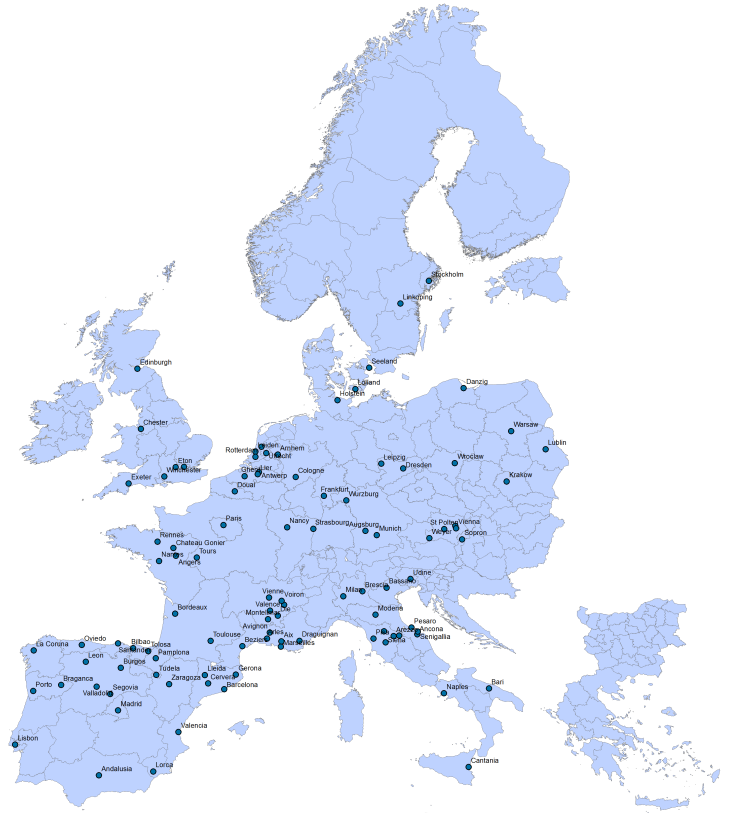 Stockholm
Linkoping
Edinburgh
Seeland
Lolland
Holstein
Danzig
Chester
Warsaw
Lublin
Leiden
Rotterdam
Arnhem
Utrecht
Eton
Winchester
Ghent
Lier
Antwerp
Cologne
Leipzig
Dresden
Wroclaw
Krakow
Exeter
Douai
Frankfurt
Wurzburg
Paris
Nancy
Strasbourg
Augsburg
Munich
St Polten
Vienna
Weyer
Sopron
Rennes
Chateau Gonier
Tours
Nantes
Angers
Udine
Brescia
Bassano
Milan
Vienne
Voiron
Valence
Die
Montelimar
Bordeaux
Modena
Avignon
Arles
Aix
Draguignan
Marseilles
Toulouse
Beziers
Pesaro
Ancona
Senigallia
Arezzo
Pisa
Siena
La Coruna
Oviedo
Bilbao
Santander
Tolosa
Leon
Burgos
Pamplona
Tudela
Lleida
Gerona
Zaragoza
Cervera
Barcelona
Porto
Braganca
Segovia
Valladolid
Madrid
Naples
Bari
Valencia
Lisbon
Andalusia
Lorca
Cantania